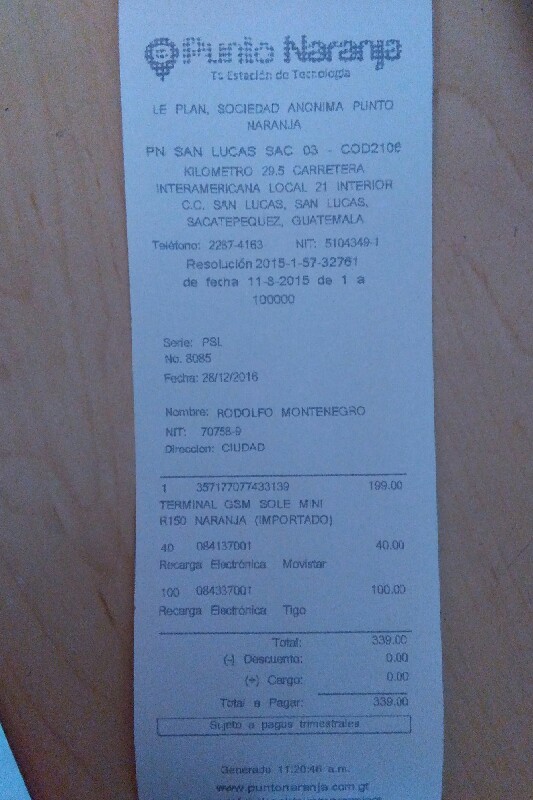 Punto Naranja
Tu Estación de Tecnología
LE PLAN, SOCIEDAD ANONIMA PUNTO
NARANJA
PN SAN LUCAS SAC 03 - COD2106
KILOMETRO 29.5 CARRETERA
INTERAMERICANA LOCAL 21 INTERIOR
C.C. SAN LUCAS, SAN LUCAS,
SACATEPEQUEZ, GUATEMALA
Teléfono: 2287-4163 NIT: 5104349-1
Resolución 2015-1-57-32761
de fecha 11-8-2015 de 1 a
100000
Serie: PSL
No. 8085
Fecha: 28/12/2016
Nombre: RODOLFO MONTENEGRO
NIT: 70758-9
Direccion: CIUDAD
1 357177077433139 199.00
TERMINAL GSM SOLE MINI
R150 NARANJA (IMPORTADO)
40 084137001 40.00
Recarga Electrónica Movistar
100 084337001 100.00
Recarga Electrónica Tigo
Total: 339.00
(-) Descuento: 0.00
(+) Cargo: 0.00
Total a Pagar: 339.00
Sujeto a pagos trimestrales
Generado 11:20:46 a.m.
www.puntonaranja.com.gt